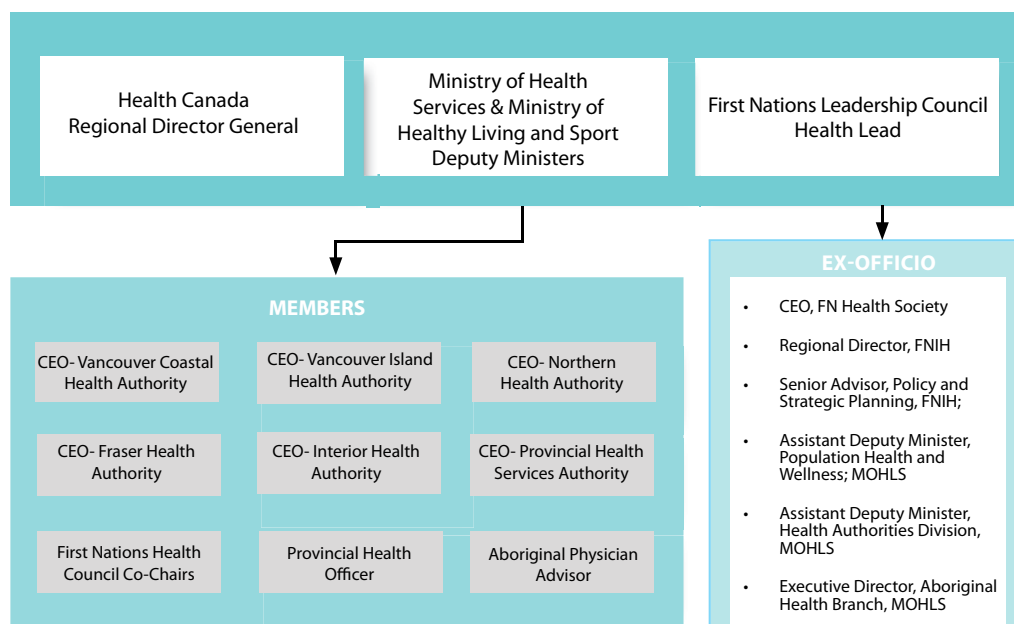 Health Canada
Regional Director General
Ministry of Health
Services & Ministry of
Healthy Living and Sport
Deputy Ministers
First Nations Leadership Council
Health Lead
MEMBERS
CEO- Vancouver Coastal
Health Authority
CEO- Vancouver Island
Health Authority
CEO- Northern
Health Authority
CEO- Fraser Health
Authority
CEO- Interior Health
Authority
CEO- Provincial Health
Services Authority
First Nations Health
Council Co-Chairs
Provincial Health
Officer
Aboriginal Physician
Advisor
EX-OFFICIO
• CEO, FN Health Society
• Regional Director, FNIH
• Senior Advisor, Policy and
Strategic Planning, FNIH;
• Assistant Deputy Minister,
Population Health and
Wellness; MOHLS
• Assistant Deputy Minister,
Health Authorities Division,
MOHLS
• Executive Director, Aboriginal
Health Branch, MOHLS